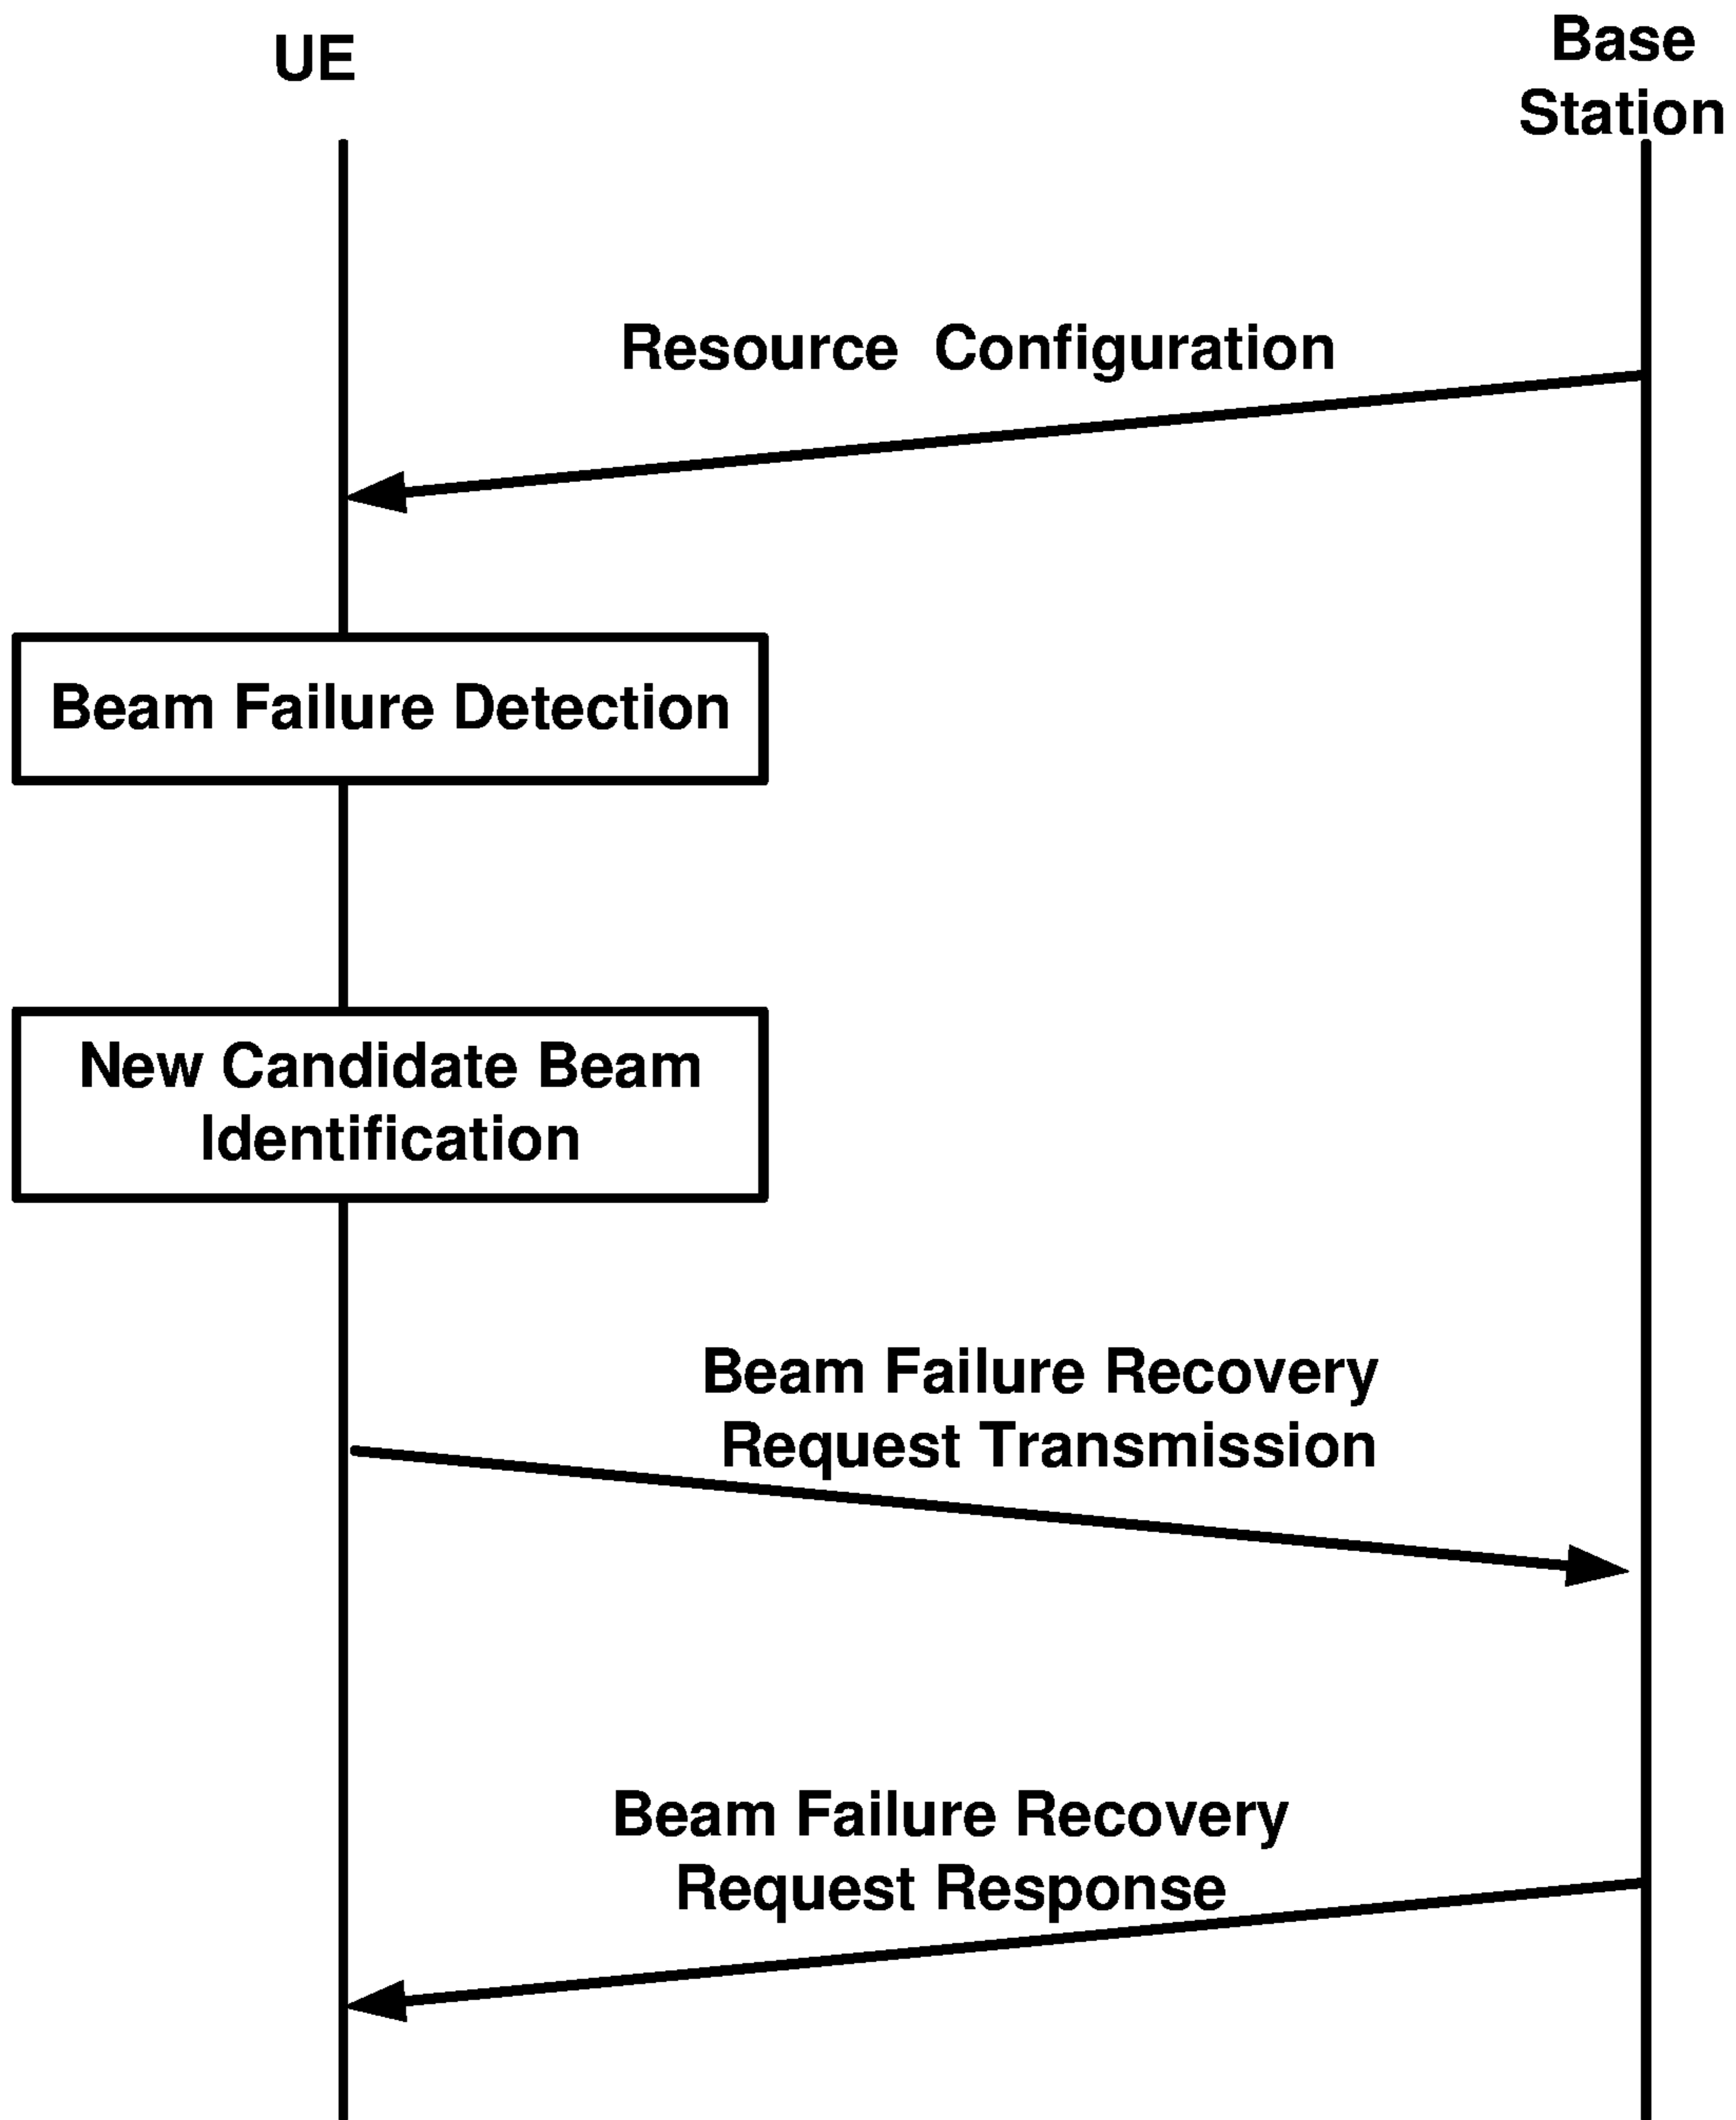 UE
Base
Station
Resource Configuration
Beam Failure Detection
New Candidate Beam
Identification
Beam Failure Recovery
Request Transmission
Beam Failure Recovery
Request Response